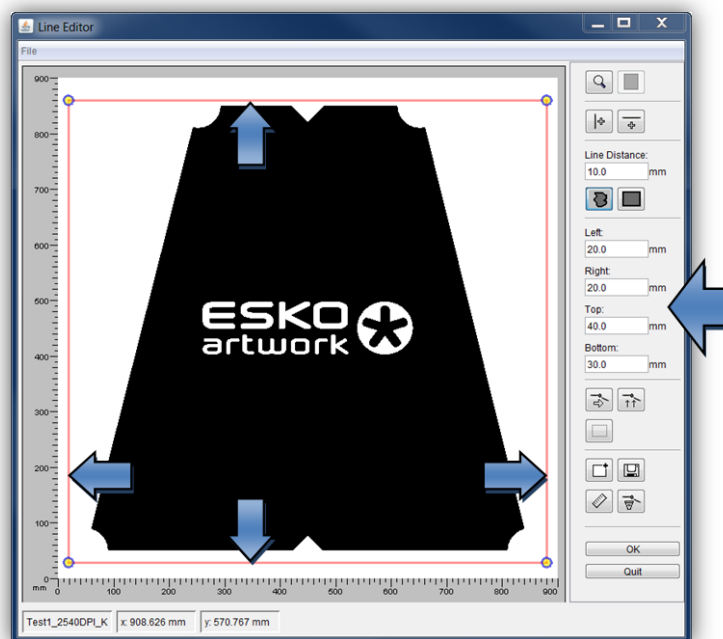 Line Editor
File
900
800
700
600
500
400
300
200
100
0
mm 0 100 200 300 400 500 600 700 800 900
ESKO
artwork
Line Distance:
10.0 mm
Left:
20.0 mm
Right:
20.0 mm
Top:
40.0 mm
Bottom:
30.0 mm
OK
Quit
Test1_2540DPI_K x: 908.626 mm y: 570.767 mm